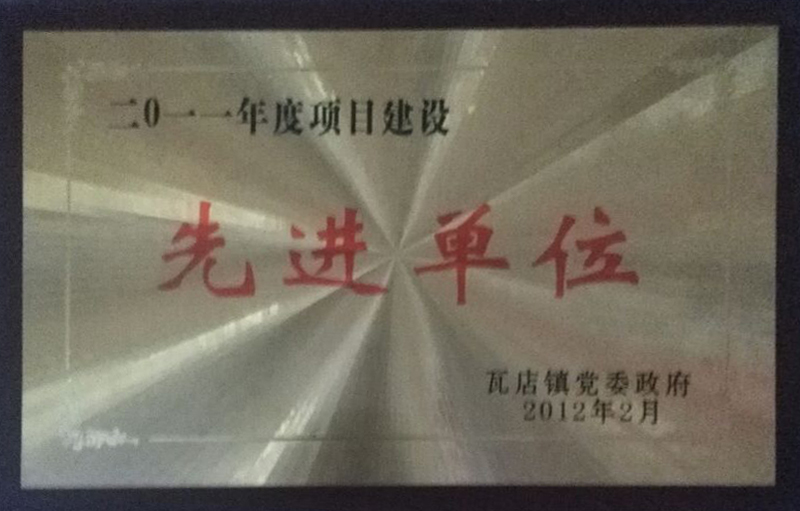 二0一一年度项目建设
先进单位
瓦店镇党委政府
2012年2月